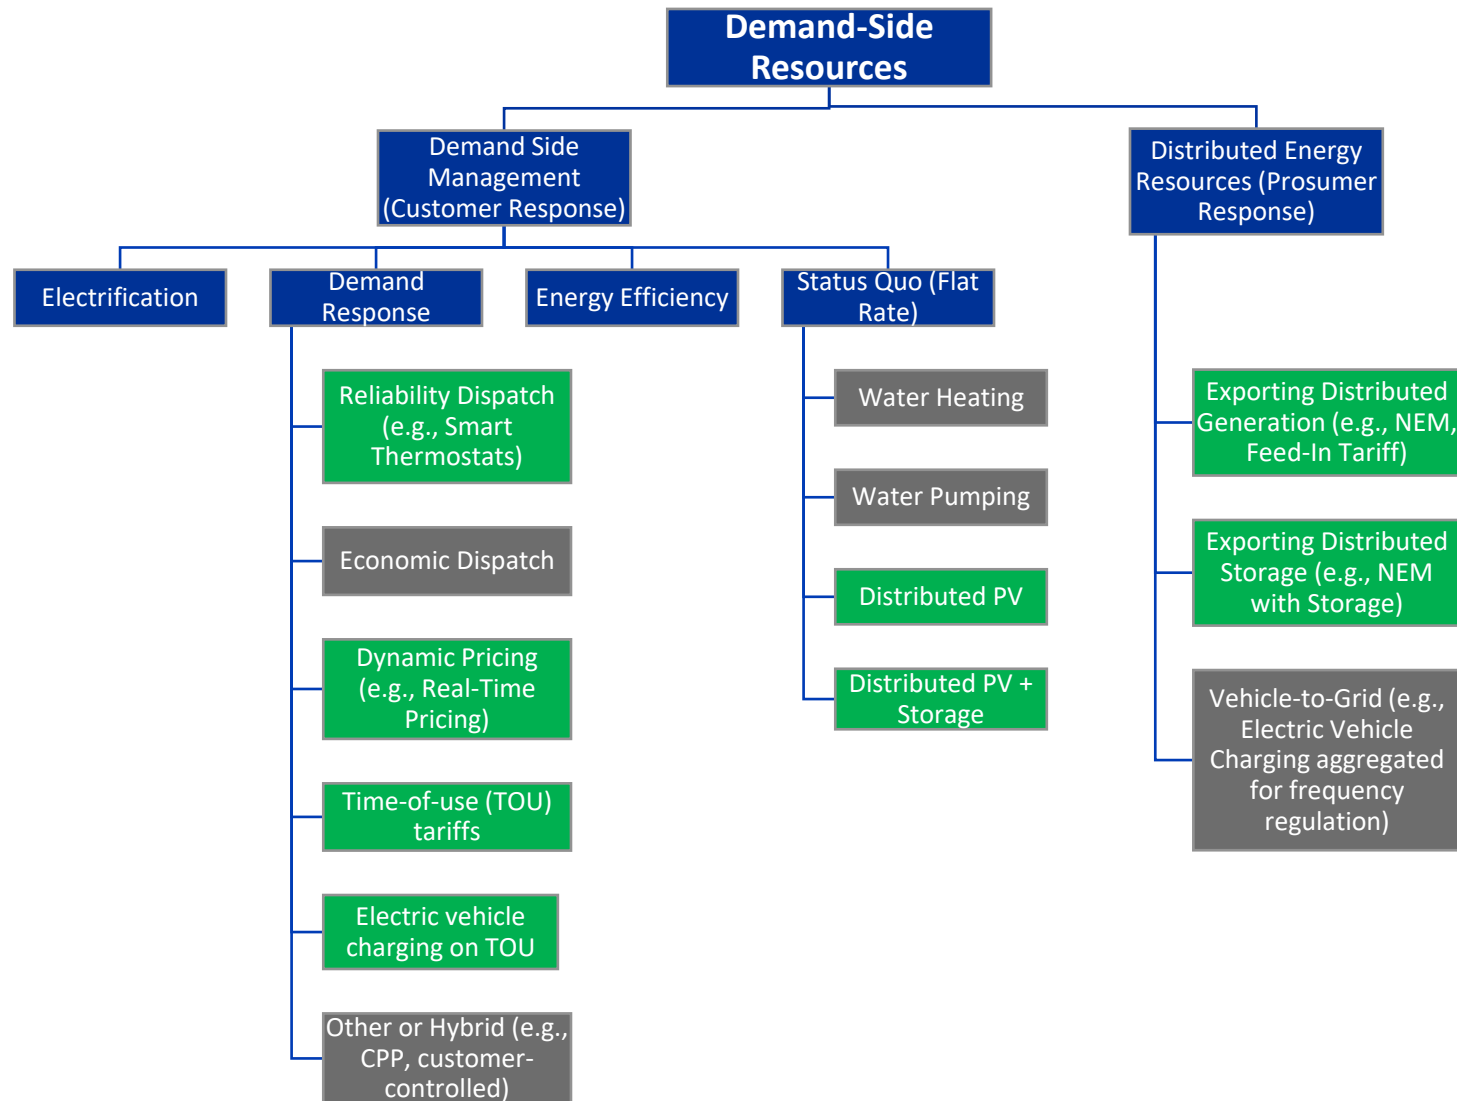 Demand-Side
Resources
Demand Side
Management
(Customer Response)
Distributed Energy
Resources (Prosumer
Response)
Electrification
Demand
Response
Energy Efficiency
Status Quo (Flat
Rate)
Reliability Dispatch
(e.g., Smart
Thermostats)
Economic Dispatch
Dynamic Pricing
(e.g., Real-Time
Pricing)
Time-of-use (TOU)
tariffs
Electric vehicle
charging on TOU
Other or Hybrid (e.g.,
CPP, customer-
controlled)
Water Heating
Water Pumping
Distributed PV
Distributed PV +
Storage
Exporting Distributed
Generation (e.g., NEM,
Feed-In Tariff)
Exporting Distributed
Storage (e.g., NEM
with Storage)
Vehicle-to-Grid (e.g.,
Electric Vehicle
Charging aggregated
for frequency
regulation)